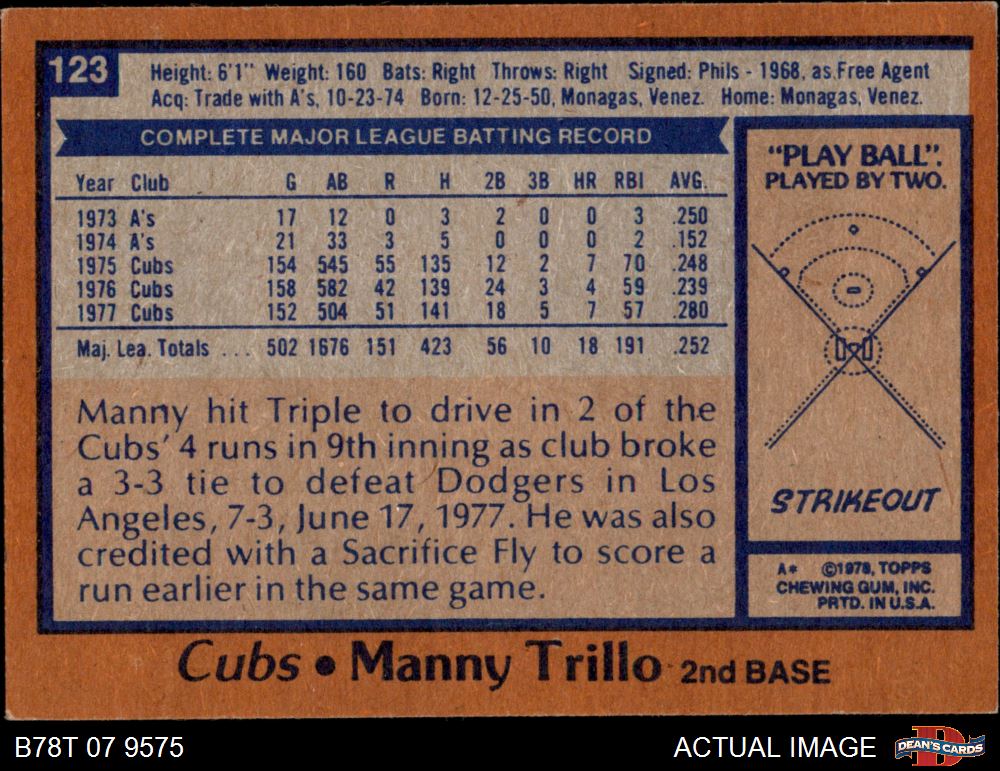 123
Height: 6'1" Weight: 160 Bats: Right Throws: Right Signed: Phils - 1968, as Free Agent
Acq: Trade with A's, 10-23-74 Born: 12-25-50, Monagas, Venez. Home: Monagas, Venez.
COMPLETE MAJOR LEAGUE BATTING RECORD
Year Club G AB R H 2B 3B HR RBI AVG.
1973 A's 17 12 0 3 2 0 0 3 .250
1974 A's 21 33 3 5 0 0 0 2 .152
1975 Cubs 154 545 55 135 12 2 7 70 .248
1976 Cubs 158 582 42 139 24 3 4 59 .239
1977 Cubs 152 504 51 141 18 5 7 57 .280
Maj. Lea. Totals ... 502 1676 151 423 56 10 18 191 .252
Manny hit Triple to drive in 2 of the
Cubs' 4 runs in 9th inning as club broke
a 3-3 tie to defeat Dodgers in Los
Angeles, 7-3, June 17, 1977. He was also
credited with a Sacrifice Fly to score a
run earlier in the same game.
"PLAY BALL".
PLAYED BY TWO.
STRIKEOUT
A* ©1978, TOPPS
CHEWING GUM, INC.
PRTD. IN U.S.A.
Cubs • Manny Trillo 2nd BASE
B78T 07 9575
ACTUAL IMAGE
DEAN'S CARDS